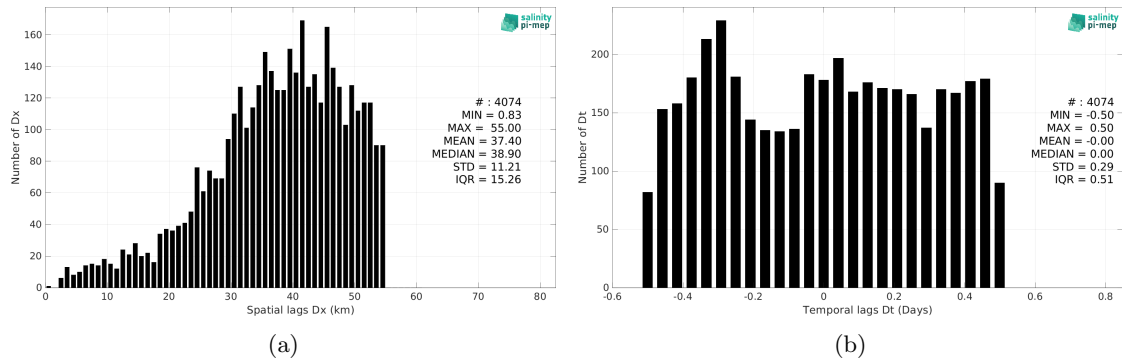 salinity
pi-mep
Number of Dx
160
140
120
100
80
60
40
20
0
# : 4074
MIN = 0.83
MAX = 55.00
MEAN = 37.40
MEDIAN = 38.90
STD = 11.21
IQR = 15.26
0 10 20 30 40 50 60 70 80
Spatial lags Dx (km)
(a)
salinity
pi-mep
Number of Dt
200
150
100
50
0
# : 4074
MIN = -0.50
MAX = 0.50
MEAN = -0.00
MEDIAN = 0.00
STD = 0.29
IQR = 0.51
-0.6 -0.4 -0.2 0 0.2 0.4 0.6 0.8
Temporal lags Dt (Days)
(b)